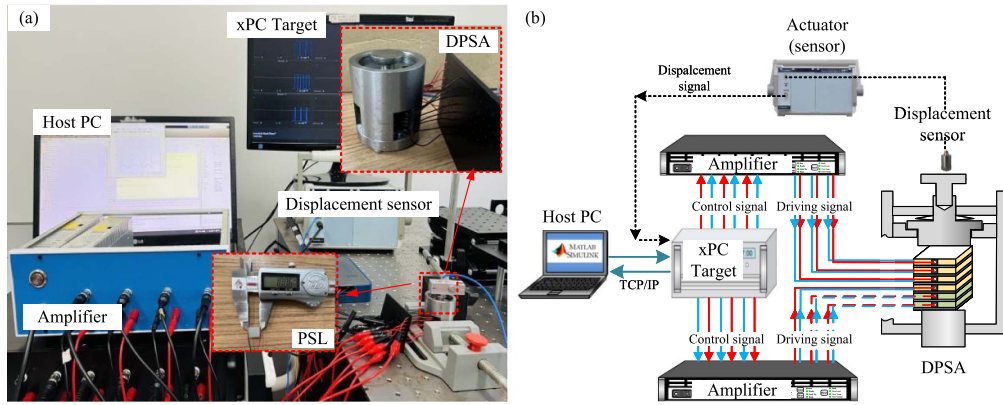 (a)
xPC Target
DPSA
Host PC
Displacement sensor
Amplifier
PSL
(b)
Actuator
(sensor)
Dispalcement
signal
Displacement
sensor
Amplifier
Control signal
Driving signal
Host PC
MATLAB
SIMULINK
xPC
Target
TCP/IP
Control signal
Driving signal
Amplifier
DPSA